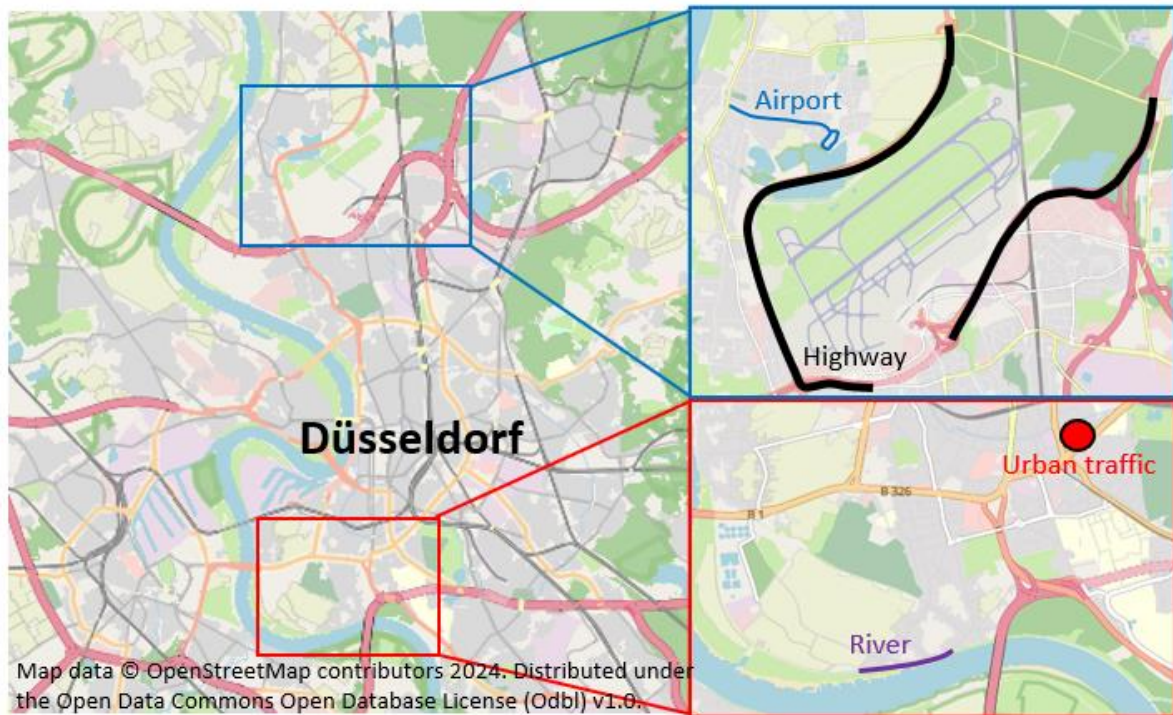 Airport
Highway
Düsseldorf
Urban traffic
B 326
B 1
River
Map data © OpenStreetMap contributors 2024. Distributed under
the Open Data Commons Open Database License (Odbl) v1.0.